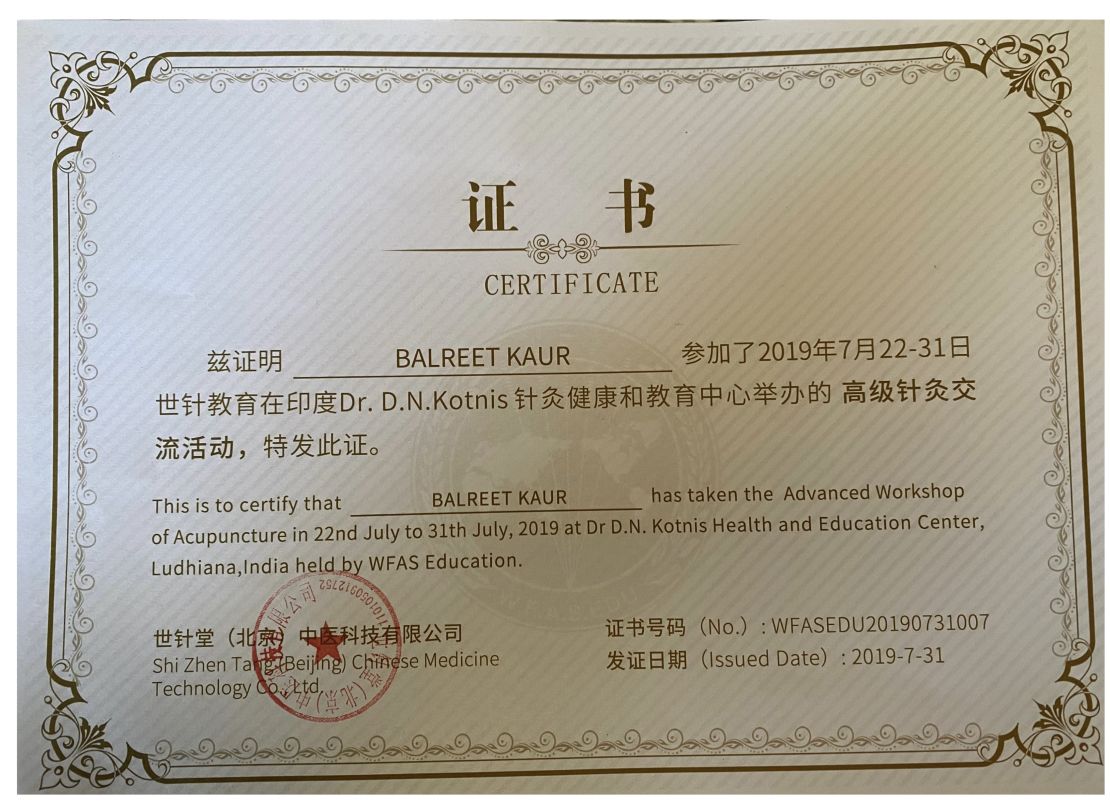 证 书
CERTIFICATE
兹证明 BALREET KAUR 参加了2019年7月22-31日
世针教育在印度Dr. D.N.Kotnis 针灸健康和教育中心举办的 高级针灸交
流活动，特发此证。
This is to certify that BALREET KAUR has taken the Advanced Workshop
of Acupuncture in 22nd July to 31th July, 2019 at Dr D.N. Kotnis Health and Education Center,
Ludhiana,India held by WFAS Education.
世针堂（北京）中医科技有限公司
Shi Zhen Tang (Beijing) Chinese Medicine
Technology Co., Ltd.
证书号码（No.）: WFASEDU20190731007
发证日期（Issued Date）: 2019-7-31